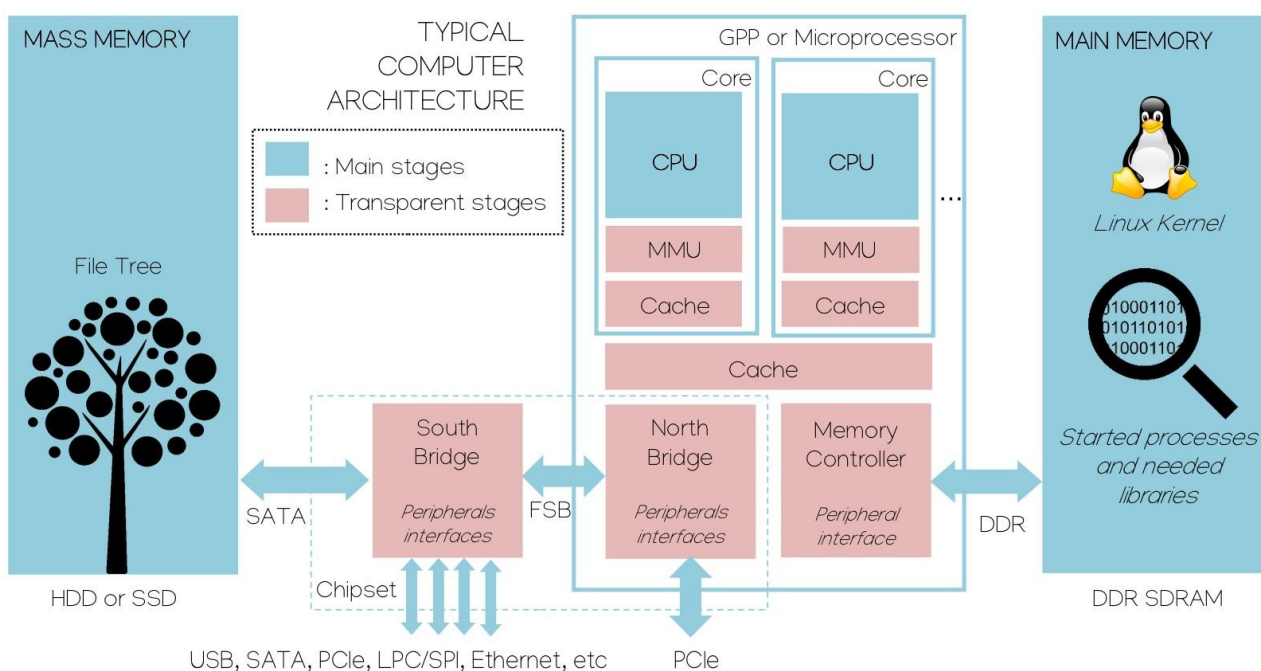 MASS MEMORY
File Tree
HDD or SSD
TYPICAL
COMPUTER
ARCHITECTURE
: Main stages
: Transparent stages
GPP or Microprocessor
Core
CPU
MMU
Cache
Core
CPU
MMU
Cache
...
Cache
South
Bridge
Peripherals
interfaces
North
Bridge
Peripherals
interfaces
Memory
Controller
Peripheral
interface
SATA
FSB
DDR
Chipset
USB, SATA, PCIe, LPC/SPI, Ethernet, etc
PCIe
MAIN MEMORY
Linux Kernel
Started processes
and needed
libraries
DDR SDRAM